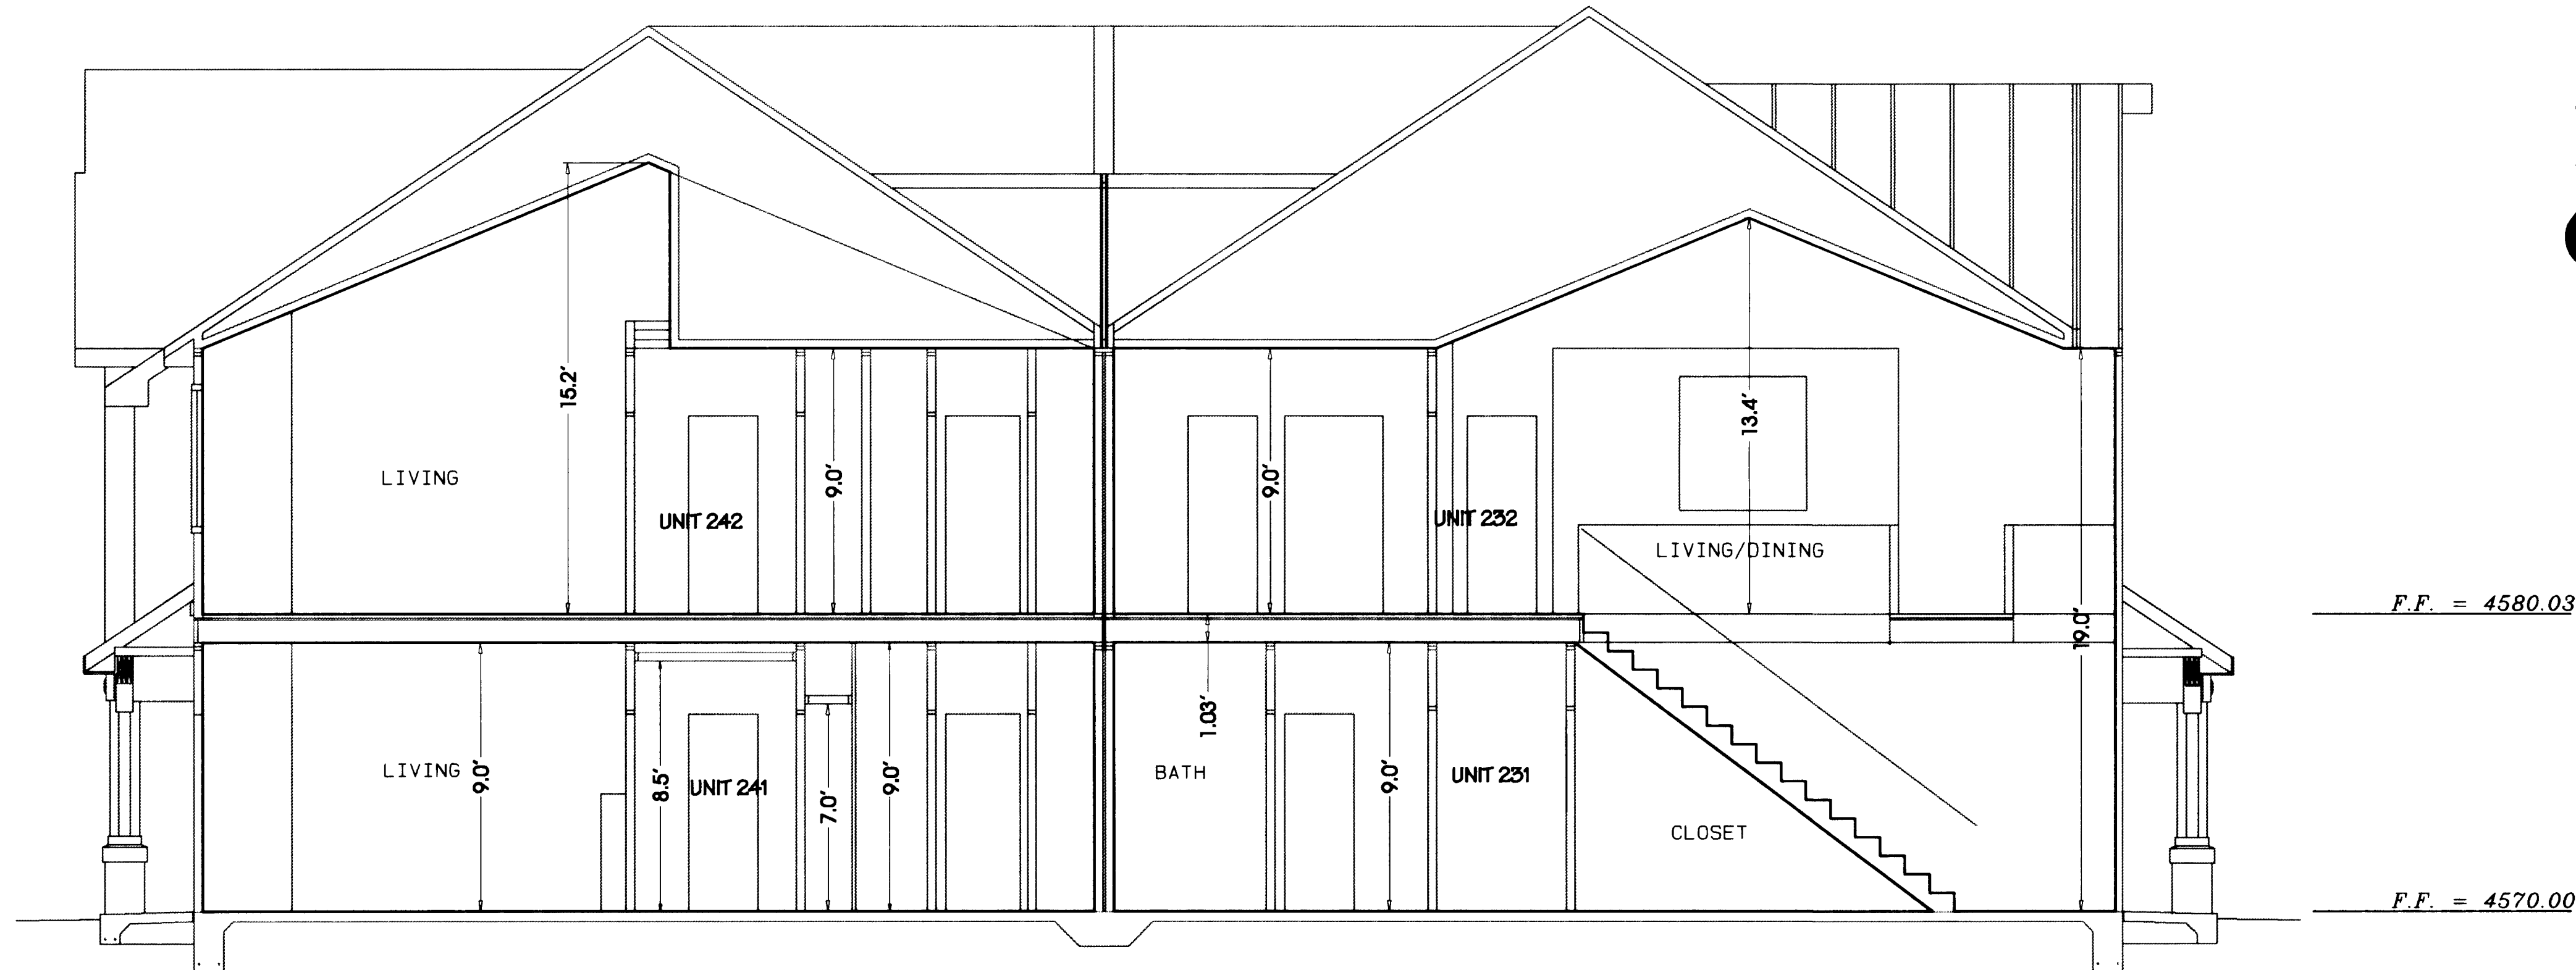 15.2'
13.4'
LIVING
9.0'
9.0'
UNIT 242
UNIT 232
LIVING/DINING
F.F. = 4580.03
19.0'
1.03'
LIVING
9.0'
8.5'
UNIT 241
7.0'
9.0'
BATH
9.0'
UNIT 231
CLOSET
F.F. = 4570.00